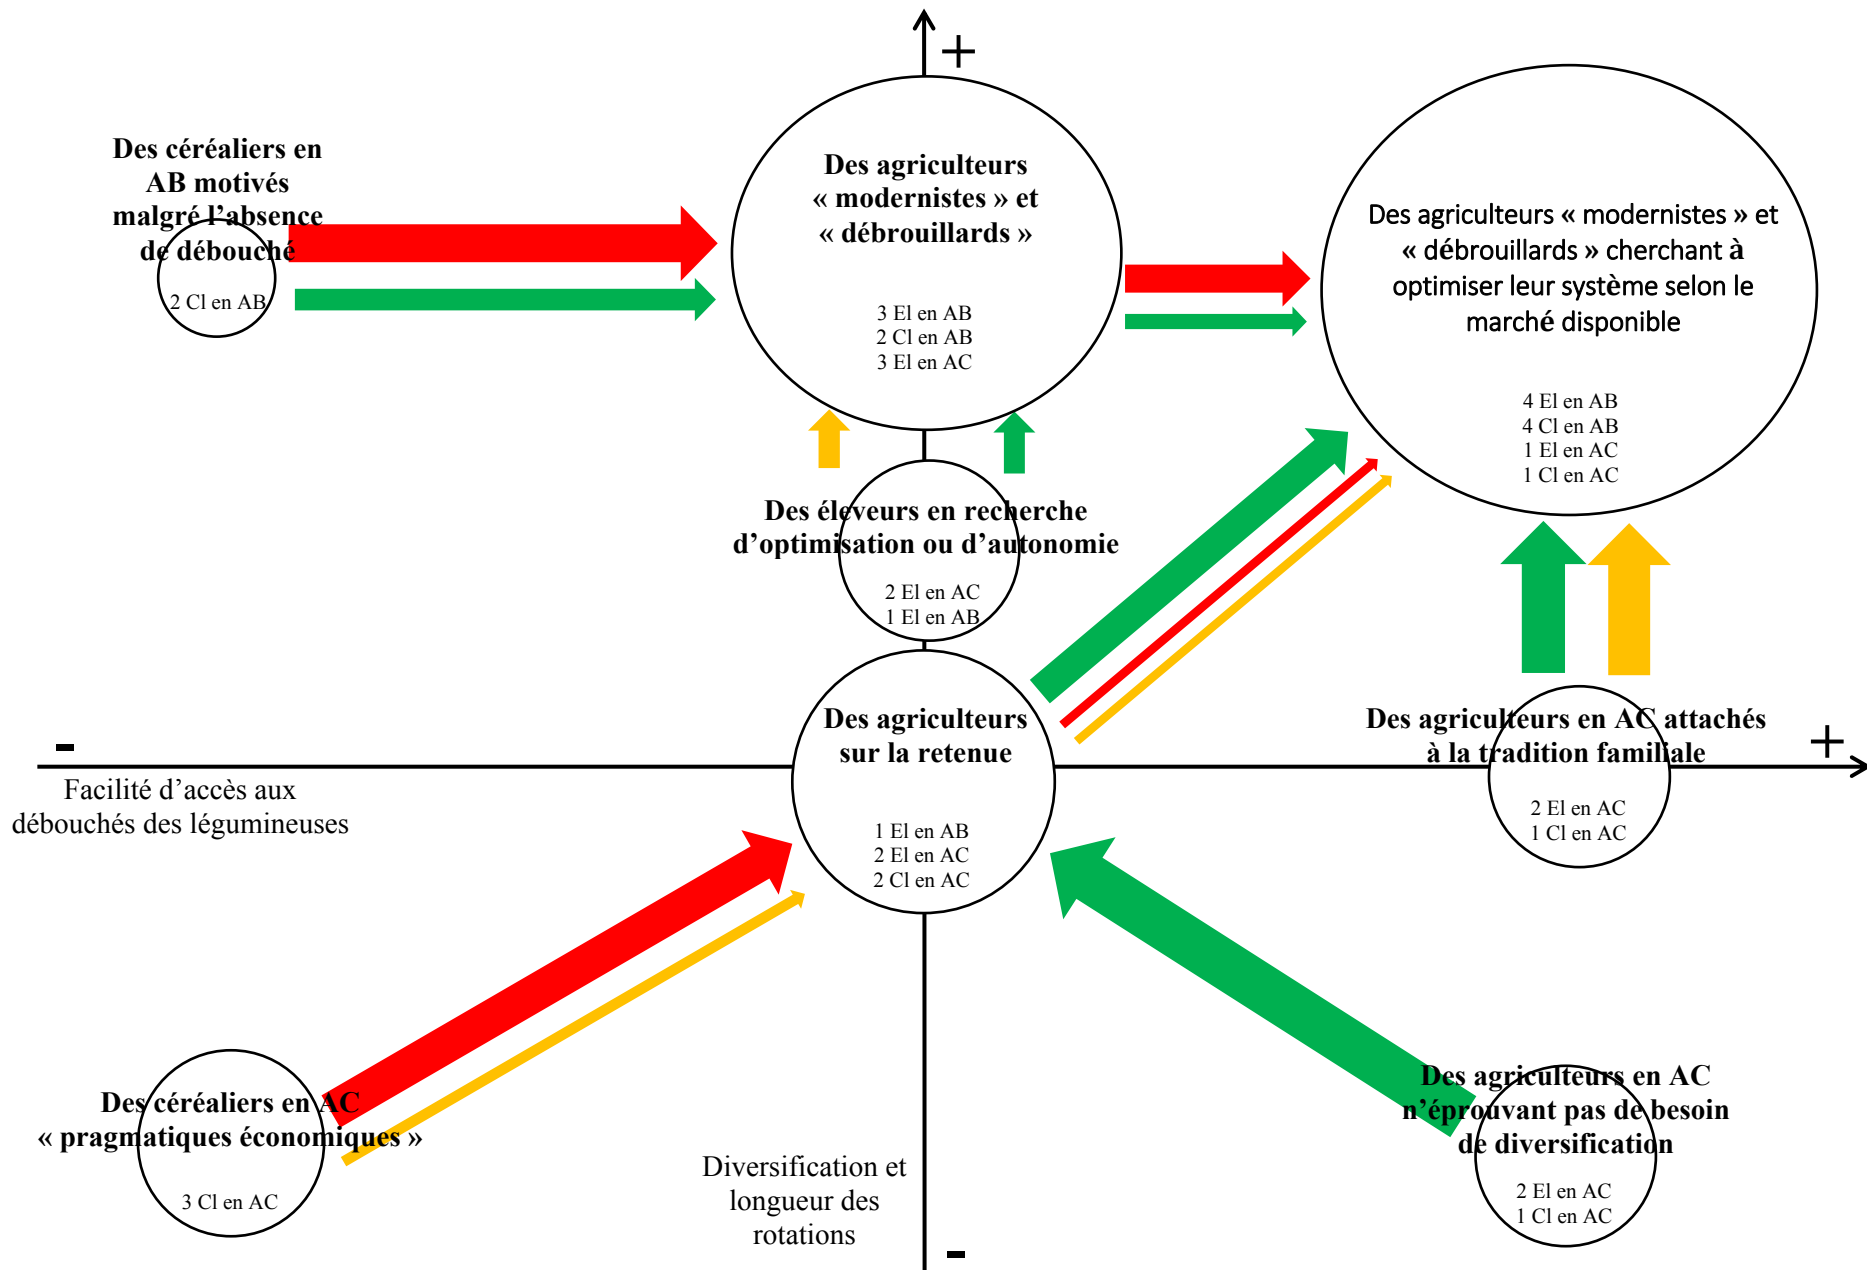 +
Des céréaliers en
AB motivés
malgré l’absence
de débouché
2 Cl en AB
Des agriculteurs
« modernistes » et
« débrouillards »
3 El en AB
2 Cl en AB
3 El en AC
Des agriculteurs « modernistes » et
« débrouillards » cherchant à
optimiser leur système selon le
marché disponible
4 El en AB
4 Cl en AB
1 El en AC
1 Cl en AC
Des éleveurs en recherche
d’optimisation ou d’autonomie
2 El en AC
1 El en AB
Des agriculteurs
sur la retenue
1 El en AB
2 El en AC
2 Cl en AC
Des agriculteurs en AC attachés
à la tradition familiale
2 El en AC
1 Cl en AC
-
+
Facilité d’accès aux
débouchés des légumineuses
Des céréaliers en AC
« pragmatiques économiques »
3 Cl en AC
Diversification et
longueur des
rotations
-
Des agriculteurs en AC
n’éprouvant pas de besoin
de diversification
2 El en AC
1 Cl en AC